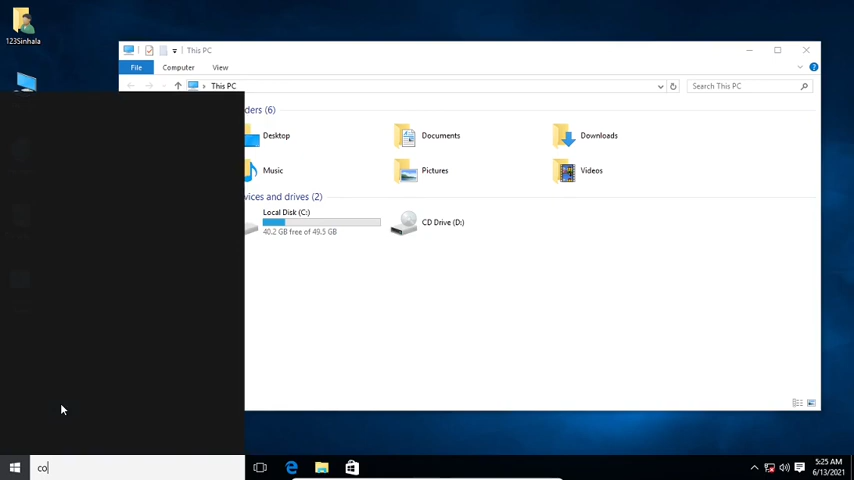 123Sinhala
This PC
File Computer View
This PC
Search This PC
ders (6)
Desktop Documents Downloads
Music Pictures Videos
vices and drives (2)
Local Disk (C:)
40.2 GB free of 49.5 GB
CD Drive (D:)
co
5:25 AM
6/13/2021